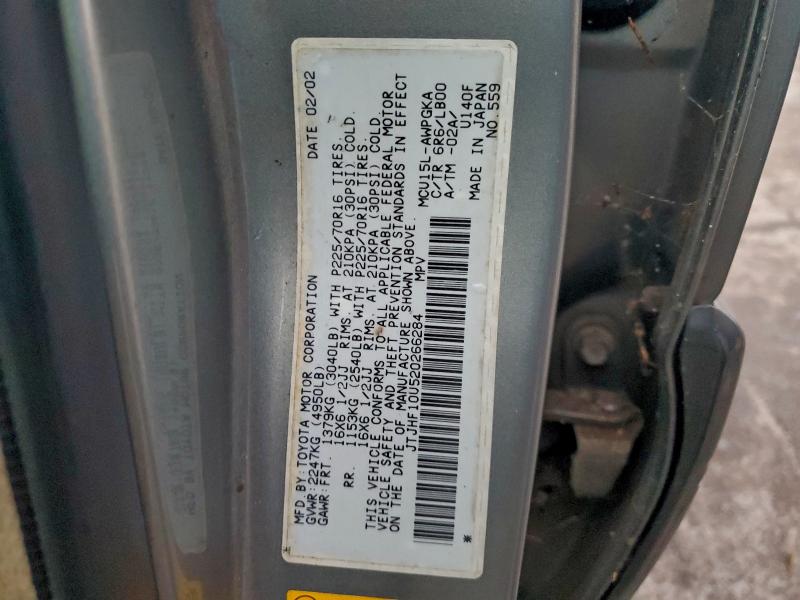 MFD. BY: TOYOTA MOTOR CORPORATION DATE 02/02
GVWR: 2247KG (4950LB)
GAWR: FRT. 1379KG (3040LB) WITH P225/70R16 TIRES.
16X6 1/2JJ RIMS. AT 210KPA (30PSI) COLD.
RR. 1153KG (2540LB) WITH P225/70R16 TIRES.
16X6 1/2JJ RIMS. AT 210KPA (30PSI) COLD.
THIS VEHICLE CONFORMS TO ALL APPLICABLE FEDERAL MOTOR
VEHICLE SAFETY AND THEFT PREVENTION STANDARDS IN EFFECT
ON THE DATE OF MANUFACTURE SHOWN ABOVE.
JTJHF10U520266284 MPV
MCU15L-AWPGKA
C/TR 6R6/LB00
A/TM -02A/ U140F
MADE IN JAPAN
NO.559
*